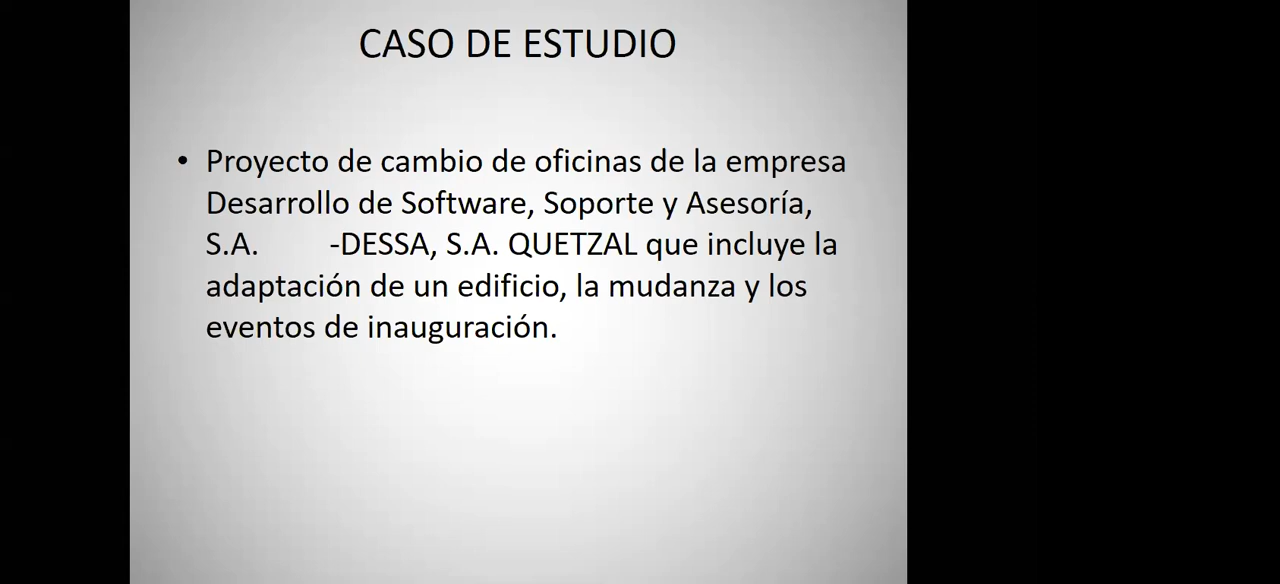 CASO DE ESTUDIO
• Proyecto de cambio de oficinas de la empresa
Desarrollo de Software, Soporte y Asesoría,
S.A. -DESSA, S.A. QUETZAL que incluye la
adaptación de un edificio, la mudanza y los
eventos de inauguración.